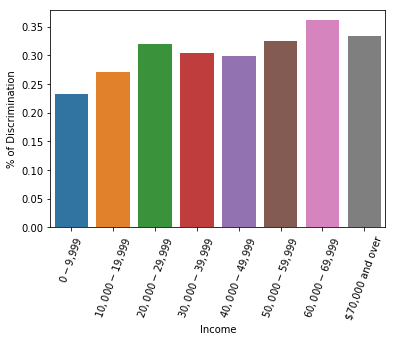 % of Discrimination
0.35
0.30
0.25
0.20
0.15
0.10
0.05
0.00
0 − 9,999
10,000 − 19,999
20,000 − 29,999
30,000 − 39,999
40,000 − 49,999
50,000 − 59,999
60,000 − 69,999
$70,000 and over
Income